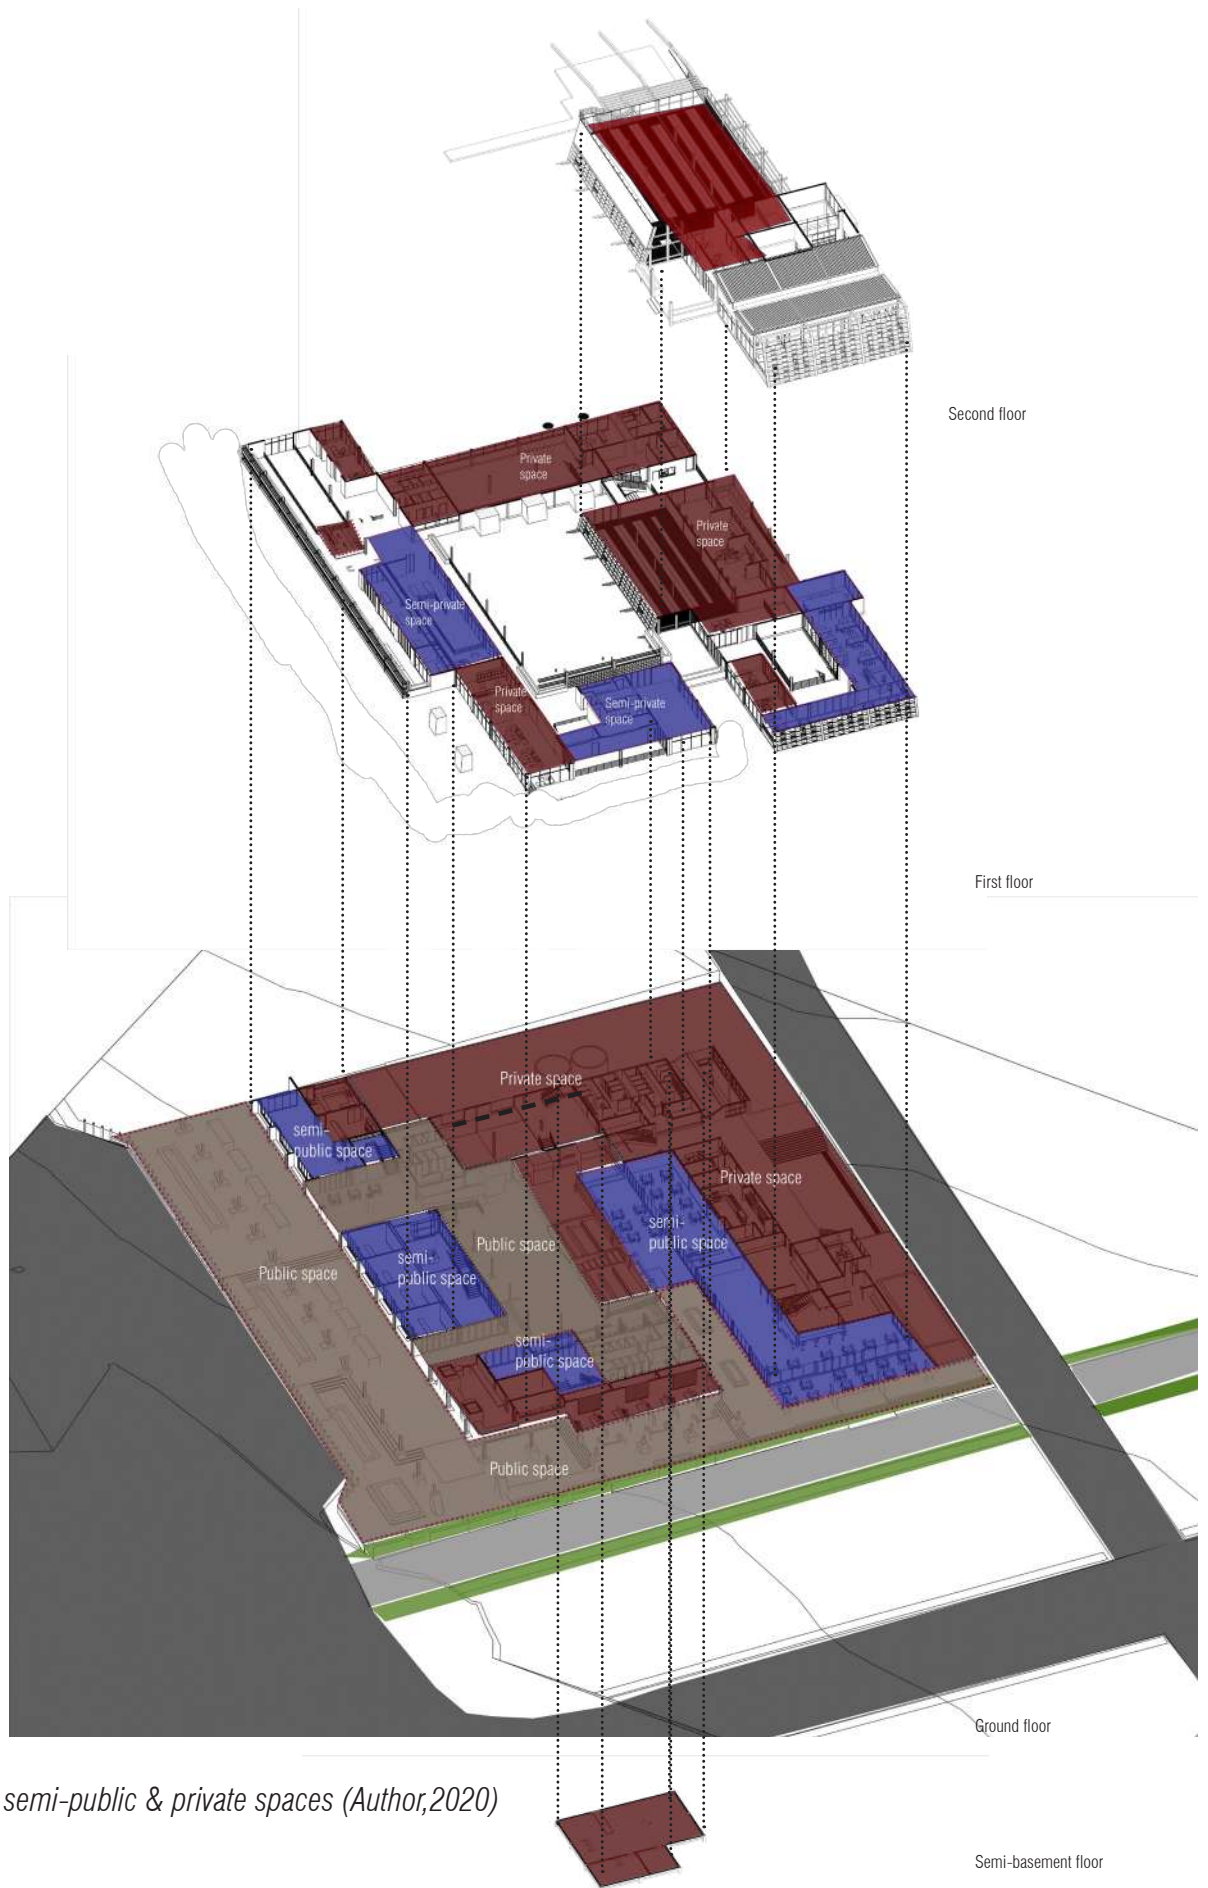 Second floor
Private
space
Private
space
Semi-private
space
Private
space
Semi-private
space
First floor
Private space
semi-
public space
Private space
semi-
public space
Public space
semi-
public space
Public space
semi-
public space
Public space
Ground floor
semi-public & private spaces (Author,2020)
Semi-basement floor